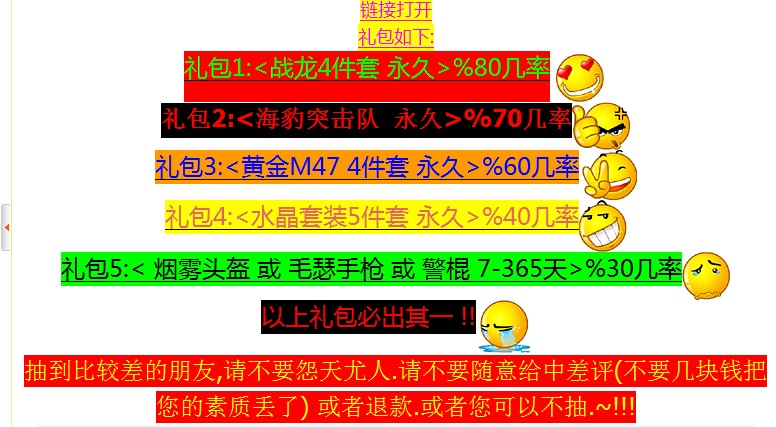 链接打开
礼包如下:
礼包1:<战龙4件套 永久>%80几率
礼包2:<海豹突击队 永久>%70几率
礼包3:<黄金M47 4件套 永久>%60几率
礼包4:<水晶套装5件套 永久>%40几率
礼包5:< 烟雾头盔 或 毛瑟手枪 或 警棍 7-365天>%30几率
以上礼包必出其一 !!
抽到比较差的朋友,请不要怨天尤人.请不要随意给中差评(不要几块钱把
您的素质丢了) 或者退款.或者您可以不抽.~!!!